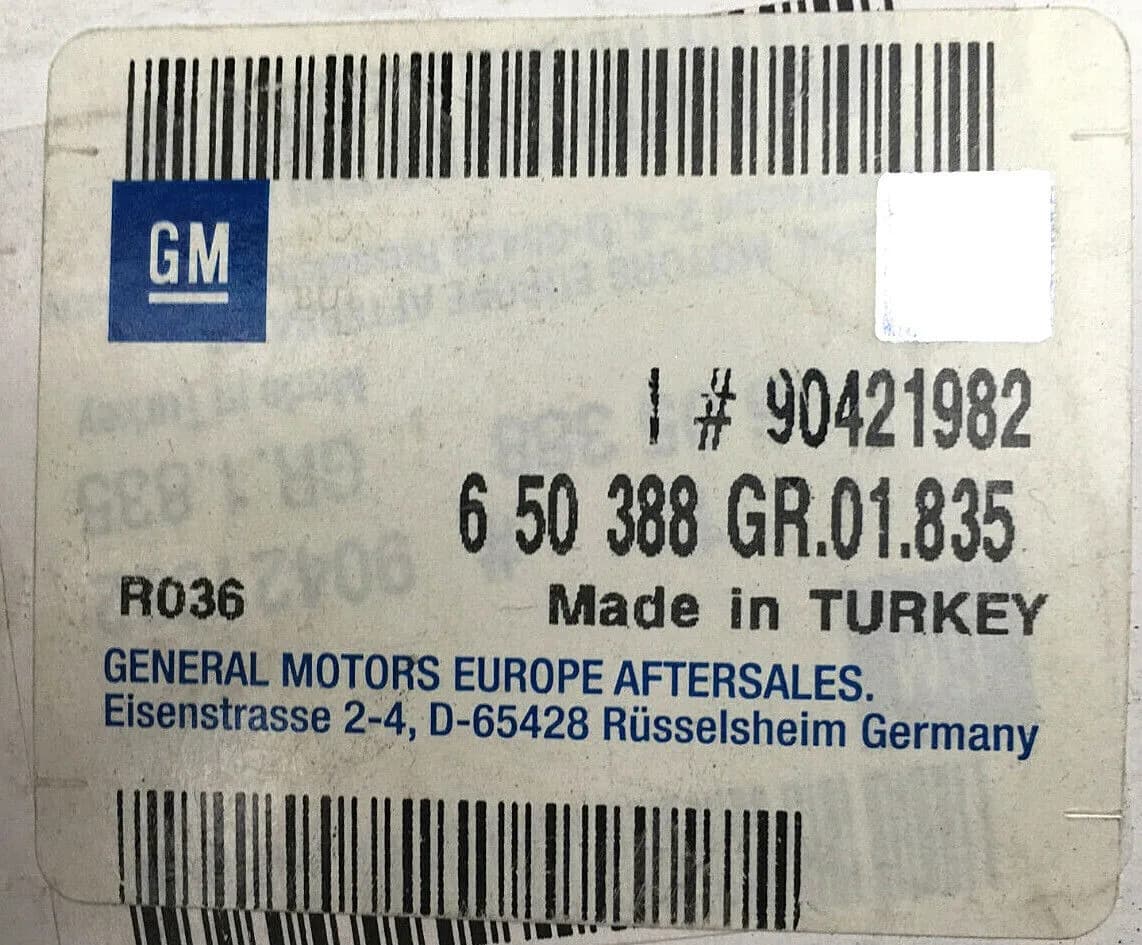 GM
1 # 90421982
6 50 388 GR.01.835
R036 Made in TURKEY
GENERAL MOTORS EUROPE AFTERSALES.
Eisenstrasse 2-4, D-65428 Rüsselsheim Germany